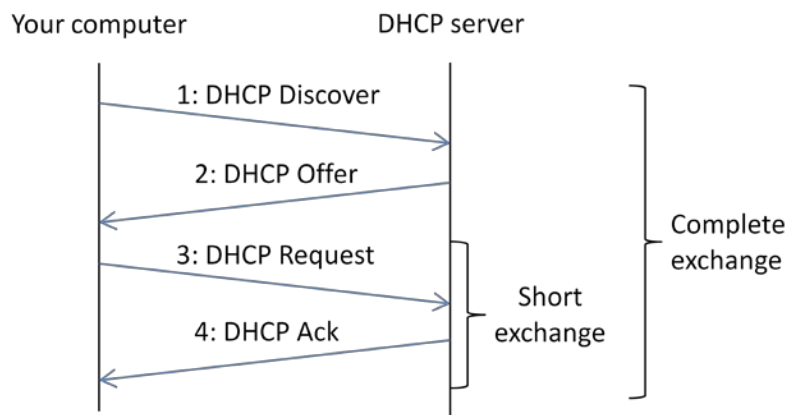 Your computer
DHCP server
1: DHCP Discover
2: DHCP Offer
3: DHCP Request
4: DHCP Ack
Short
exchange
Complete
exchange